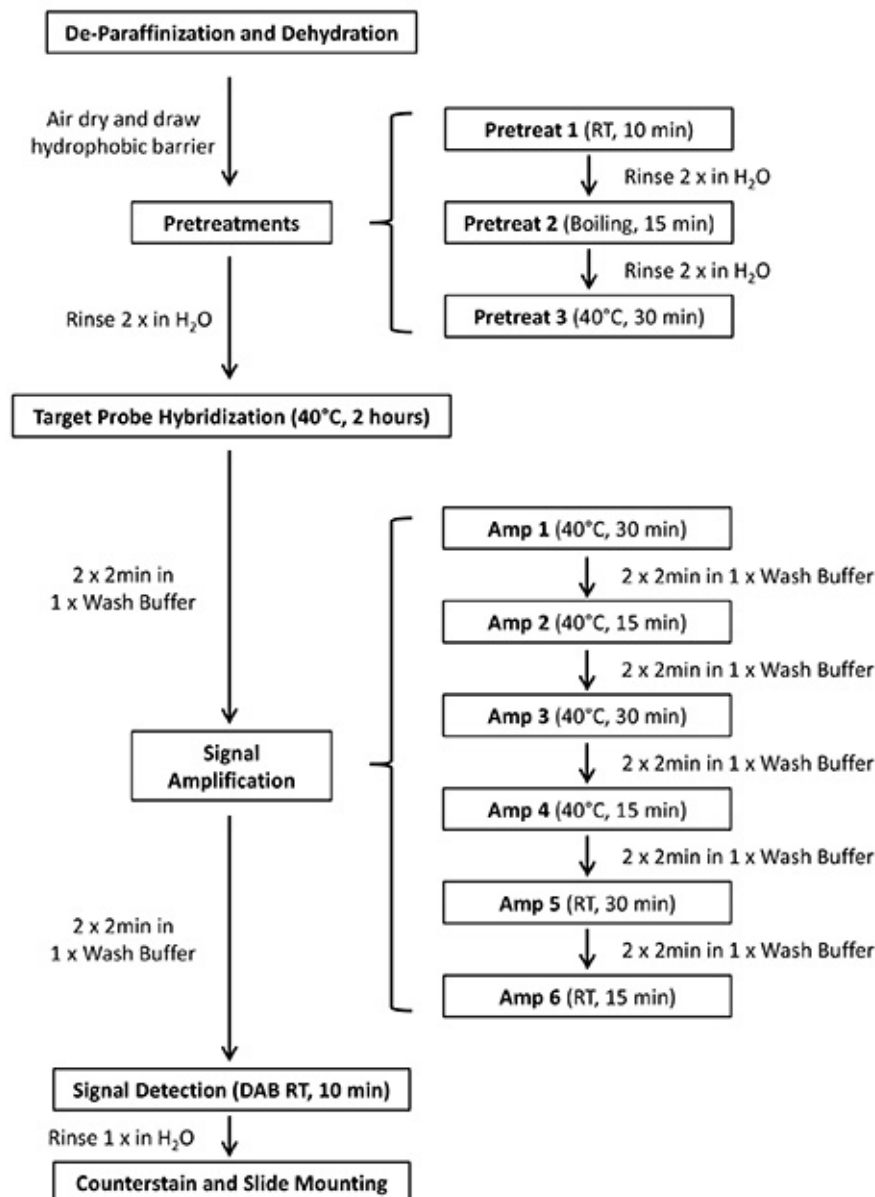 De-Paraffinization and Dehydration
Air dry and draw
hydrophobic barrier
Pretreatments
Pretreat 1 (RT, 10 min)
Rinse 2 x in H₂O
Pretreat 2 (Boiling, 15 min)
Rinse 2 x in H₂O
Pretreat 3 (40°C, 30 min)
Rinse 2 x in H₂O
Target Probe Hybridization (40°C, 2 hours)
2 x 2min in
1 x Wash Buffer
Signal
Amplification
Amp 1 (40°C, 30 min)
2 x 2min in 1 x Wash Buffer
Amp 2 (40°C, 15 min)
2 x 2min in 1 x Wash Buffer
Amp 3 (40°C, 30 min)
2 x 2min in 1 x Wash Buffer
Amp 4 (40°C, 15 min)
2 x 2min in 1 x Wash Buffer
Amp 5 (RT, 30 min)
2 x 2min in 1 x Wash Buffer
Amp 6 (RT, 15 min)
2 x 2min in
1 x Wash Buffer
Signal Detection (DAB RT, 10 min)
Rinse 1 x in H₂O
Counterstain and Slide Mounting